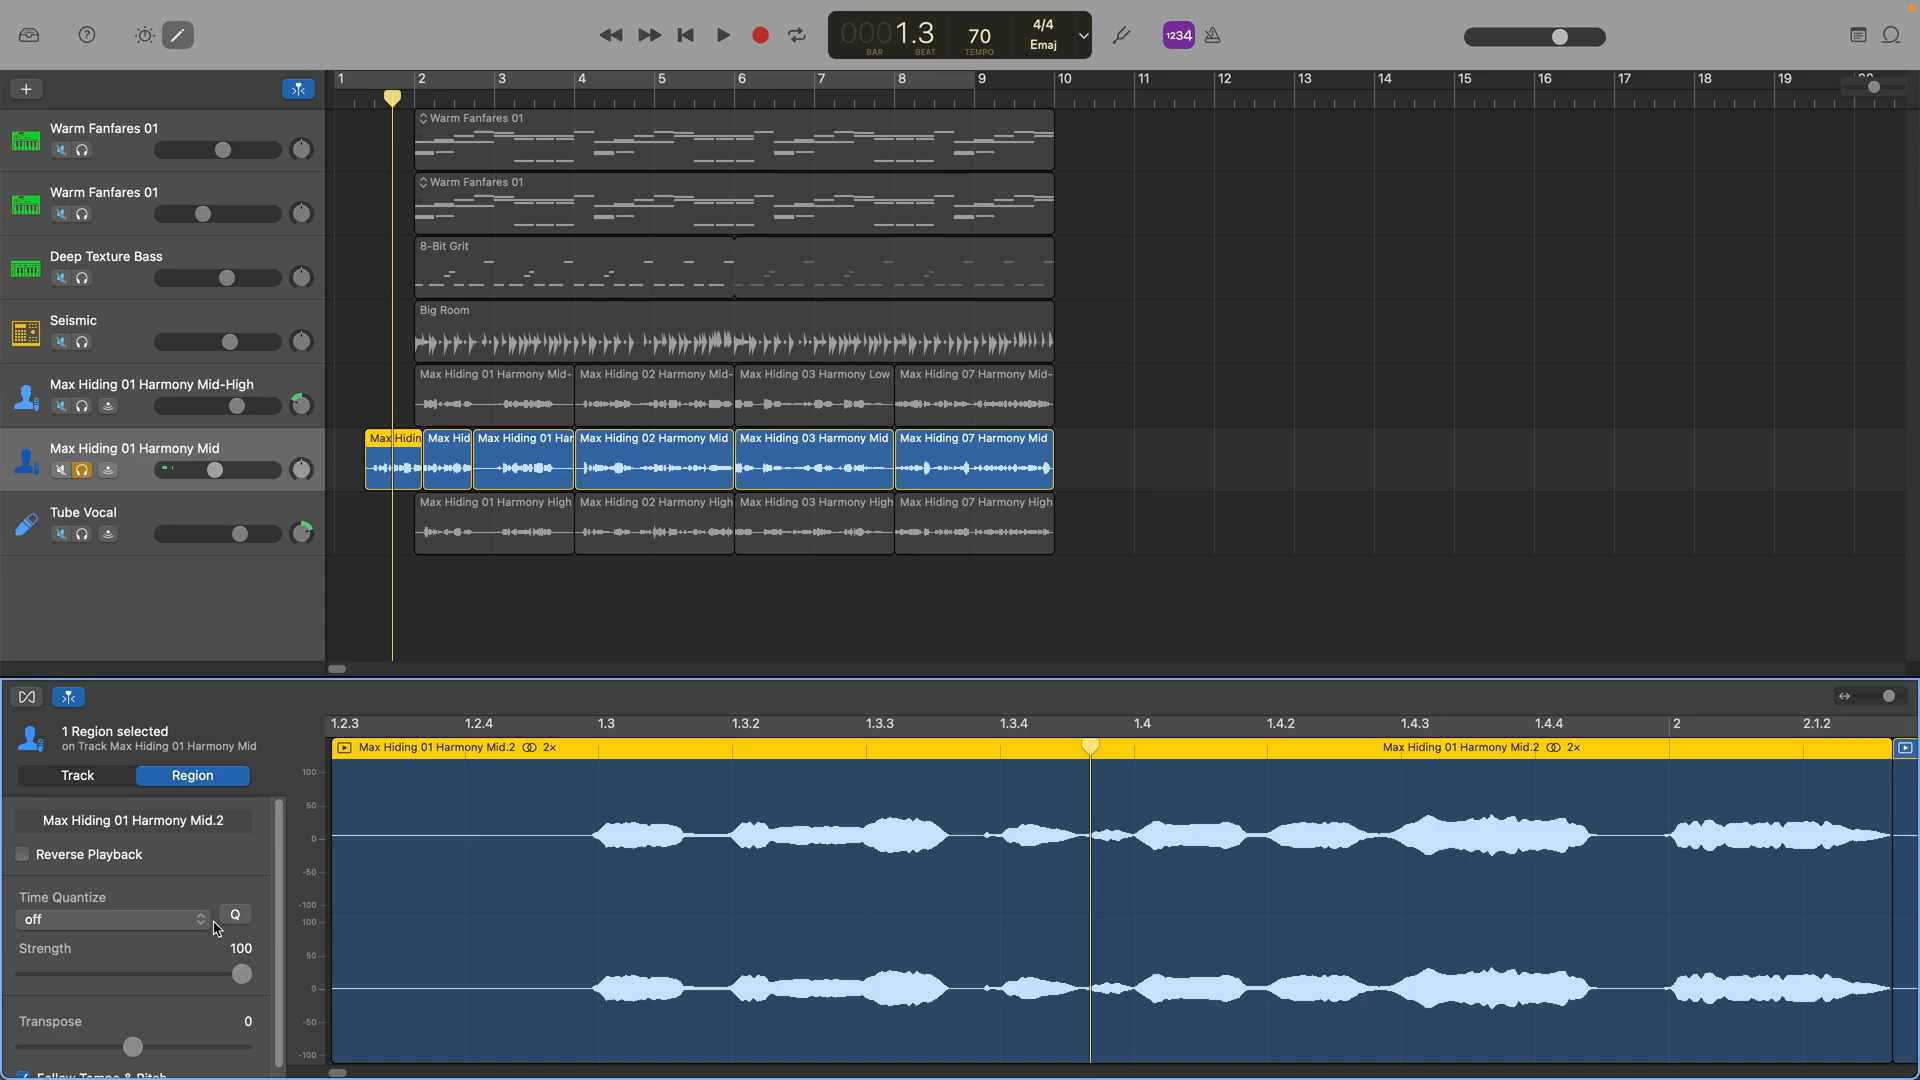 0001.3
BAR
BEAT
70
TEMPO
4/4
Emaj
1234
1 2 3 4 5 6 7 8 9 10 11 12 13 14 15 16 17 18 19
Warm Fanfares 01
Warm Fanfares 01
Warm Fanfares 01
Warm Fanfares 01
Deep Texture Bass
8-Bit Grit
Seismic
Big Room
Max Hiding 01 Harmony Mid-High
Max Hiding 01 Harmony Mid-
Max Hiding 02 Harmony Mid-
Max Hiding 03 Harmony Low
Max Hiding 07 Harmony Mid-
Max Hiding 01 Harmony Mid
Max Hidin
Max Hid
Max Hiding 01 Har
Max Hiding 02 Harmony Mid
Max Hiding 03 Harmony Mid
Max Hiding 07 Harmony Mid
Tube Vocal
Max Hiding 01 Harmony High
Max Hiding 02 Harmony High
Max Hiding 03 Harmony High
Max Hiding 07 Harmony High
1 Region selected
on Track Max Hiding 01 Harmony Mid
Track
Region
Max Hiding 01 Harmony Mid.2
Reverse Playback
Time Quantize
off
Q
Strength
100
Transpose
0
Follow Tempo & Pitch
1.2.3 1.2.4 1.3 1.3.2 1.3.3 1.3.4 1.4 1.4.2 1.4.3 1.4.4 2 2.1.2
Max Hiding 01 Harmony Mid.2 2×
Max Hiding 01 Harmony Mid.2 2×
100
50
0
-50
-100
100
50
0
-50
-100